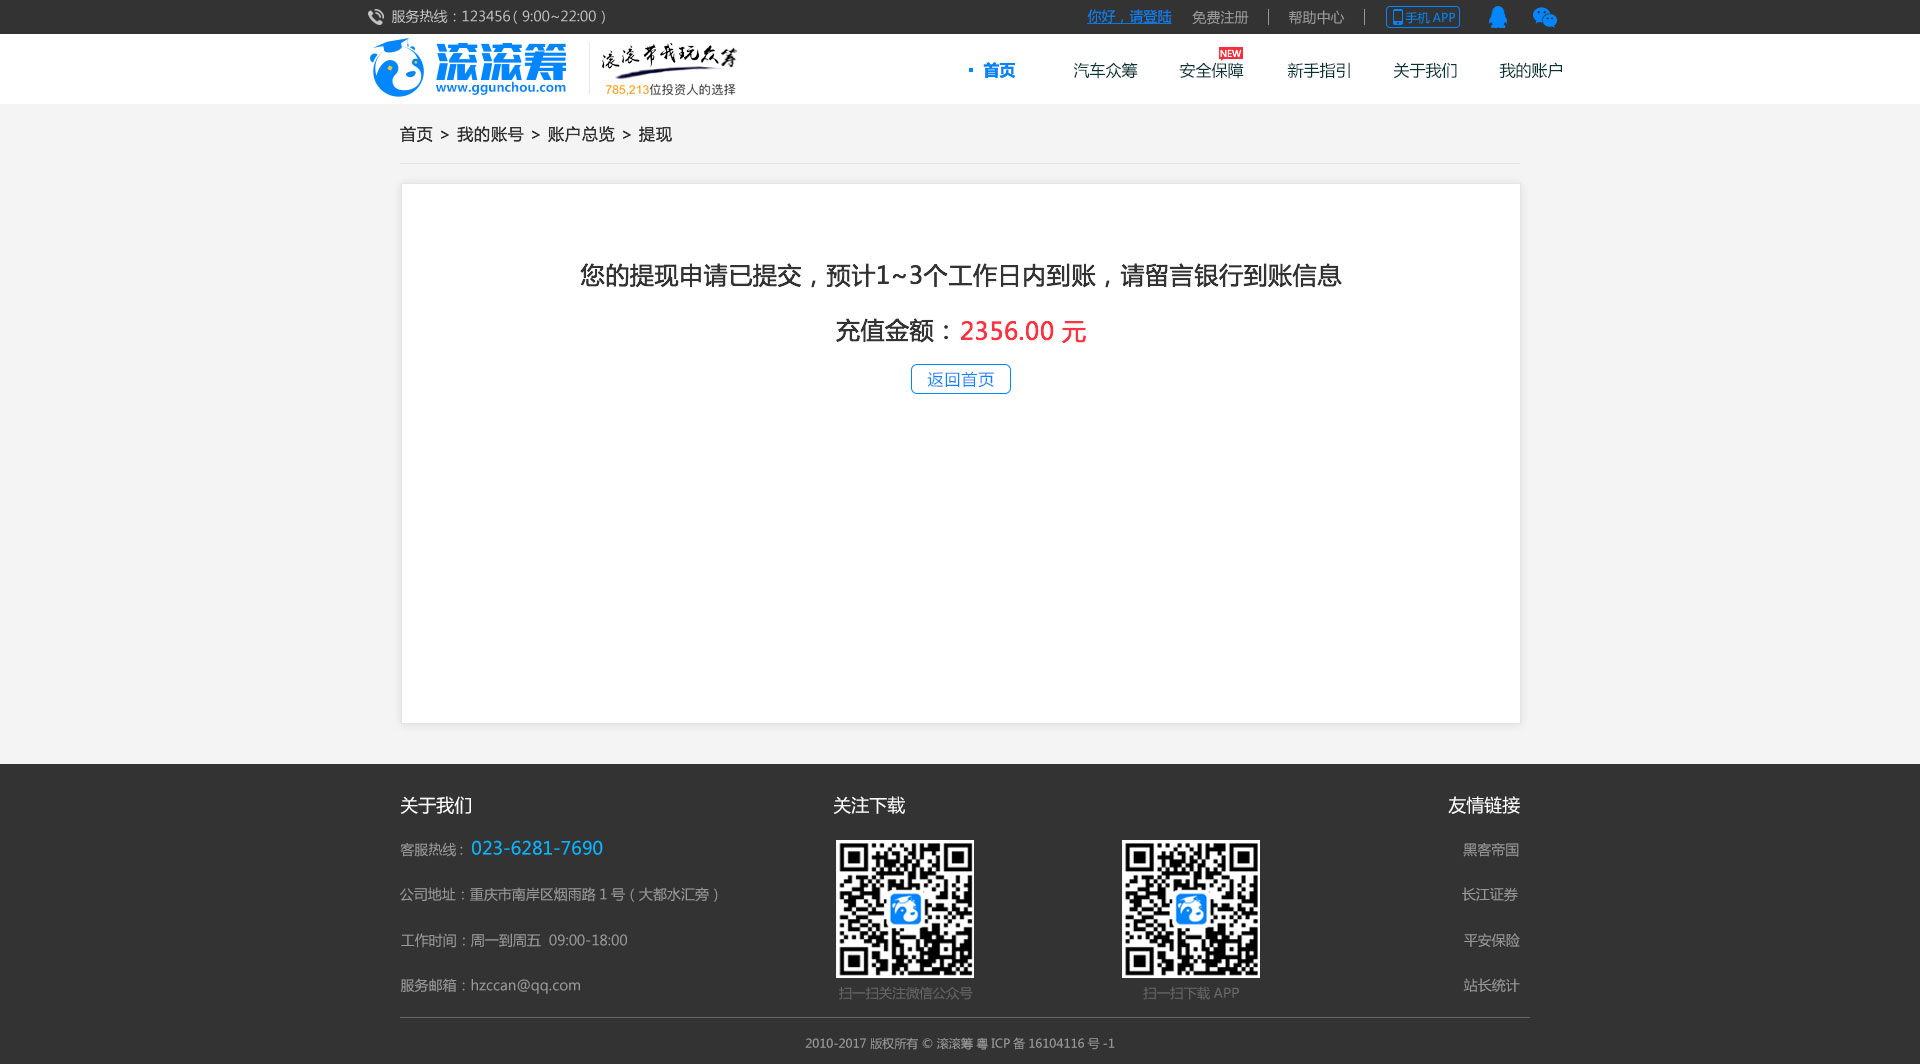 服务热线：123456（ 9:00~22:00 ）
你好，请登陆
免费注册
帮助中心
手机 APP
滚滚筹
www.ggunchou.com
滚滚带我玩众筹
785,213位投资人的选择
首页
汽车众筹
安全保障
NEW
新手指引
关于我们
我的账户
首页 > 我的账号 > 账户总览 > 提现
您的提现申请已提交，预计1~3个工作日内到账，请留言银行到账信息
充值金额：2356.00 元
返回首页
关于我们
客服热线：023-6281-7690
公司地址：重庆市南岸区烟雨路 1 号（ 大都水汇旁 ）
工作时间：周一到周五 09:00-18:00
服务邮箱：hzccan@qq.com
关注下载
扫一扫关注微信公众号
扫一扫下载 APP
友情链接
黑客帝国
长江证券
平安保险
站长统计
2010-2017 版权所有 © 滚滚筹 粤 ICP 备 16104116 号 -1